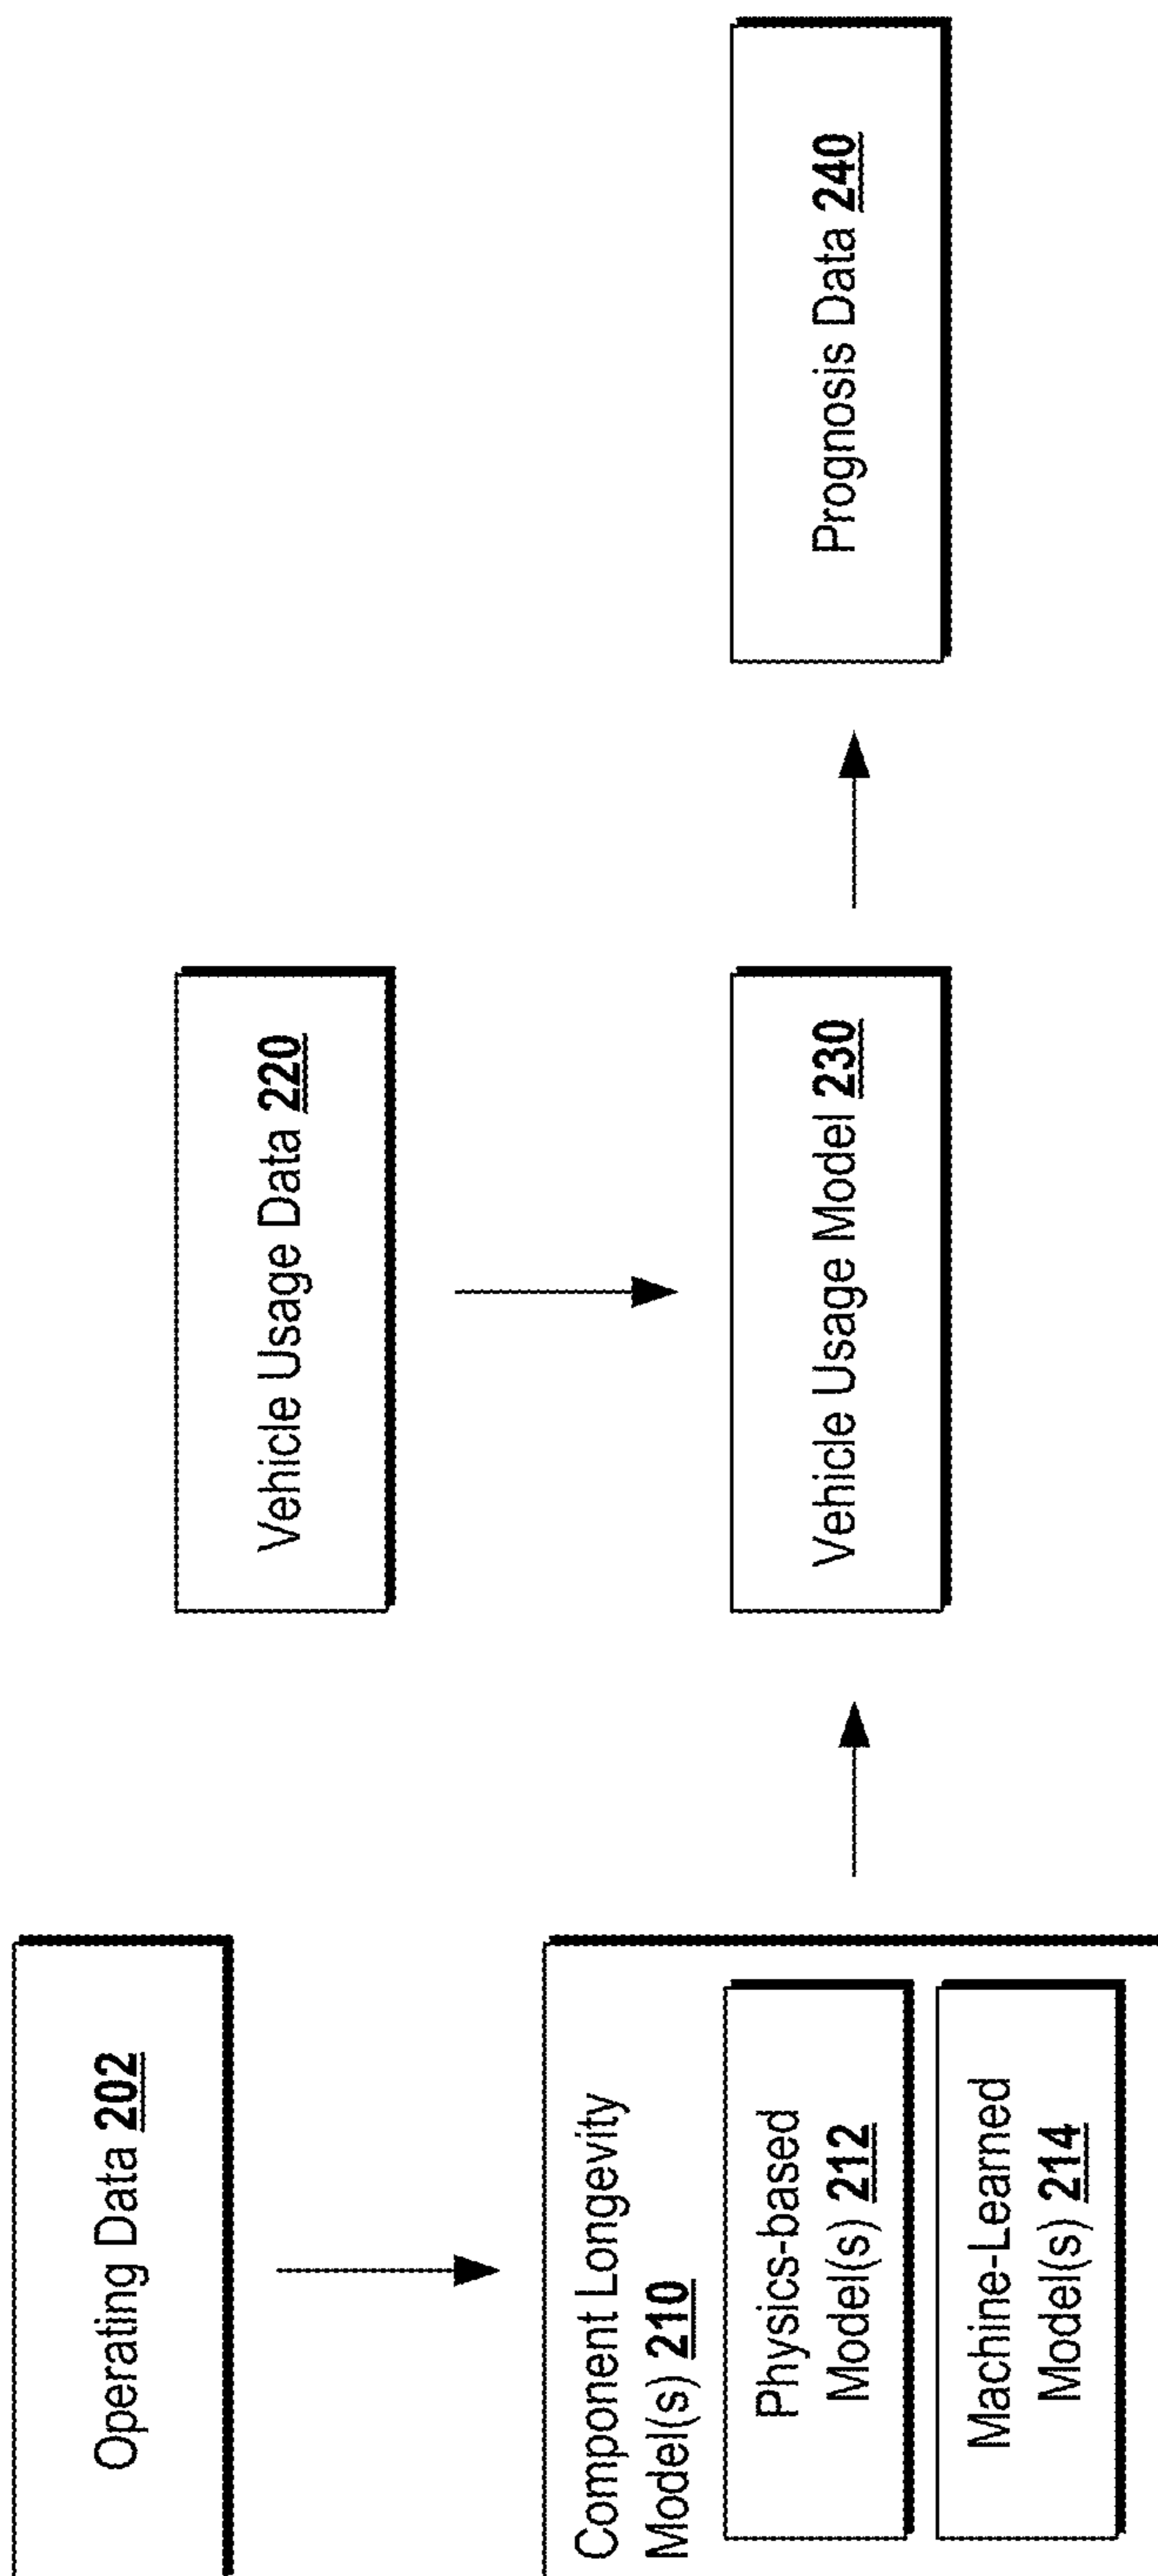 Operating Data 202
Component Longevity
Model(s) 210
Physics-based
Model(s) 212
Machine-Learned
Model(s) 214
Vehicle Usage Data 220
Vehicle Usage Model 230
Prognosis Data 240